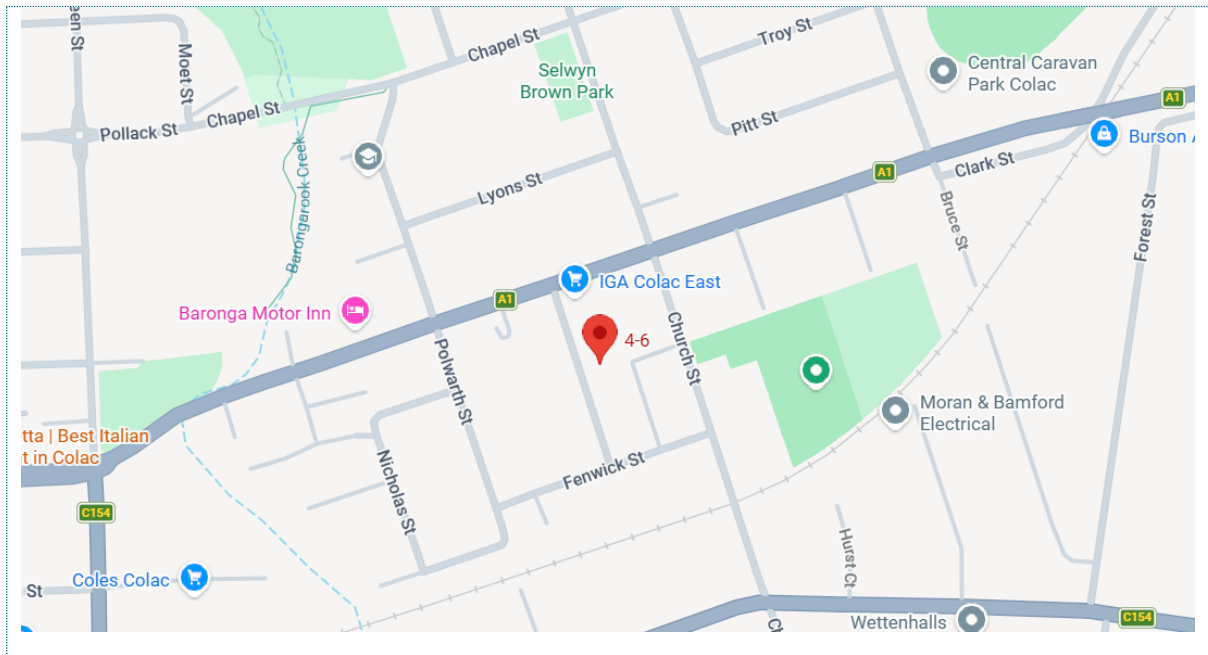 een St
Moet St
Chapel St
Troy St
Selwyn
Brown Park
Central Caravan
Park Colac
A1
Pollack St
Chapel St
Pitt St
Burson A
Barongarook Creek
Lyons St
A1
Clark St
Bruce St
Forest St
IGA Colac East
A1
Baronga Motor Inn
4-6
Church St
Polwarth St
Moran & Bamford
Electrical
tta | Best Italian
t in Colac
Nicholas St
Fenwick St
C154
Hurst Ct
Coles Colac
St
Wettenhalls
C154
Ch